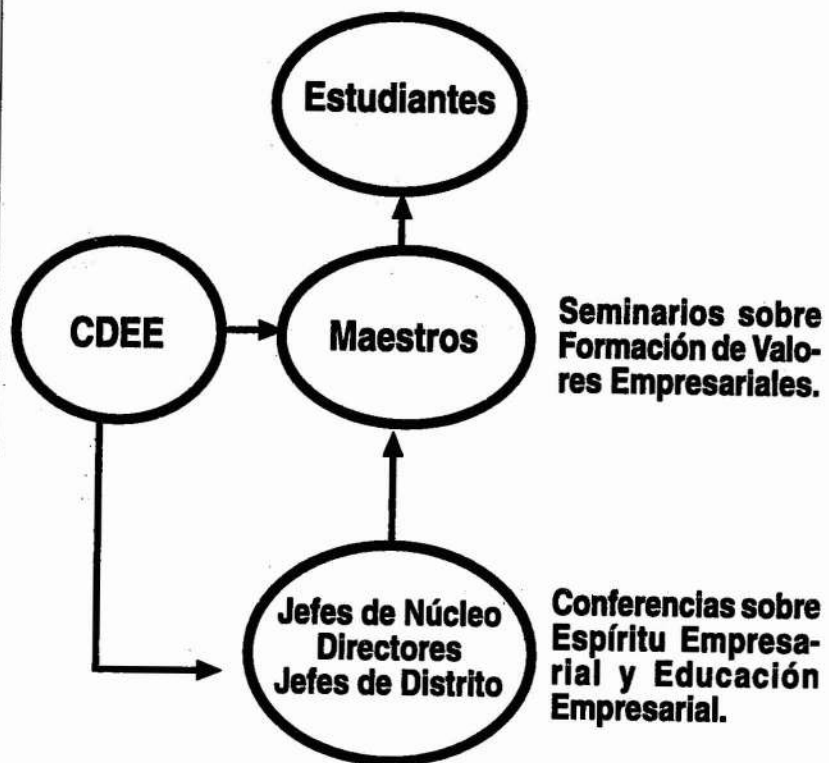 Estudiantes
CDEE
Maestros
Seminarios sobre
Formación de Valo-
res Empresariales.
Jefes de Núcleo
Directores
Jefes de Distrito
Conferencias sobre
Espíritu Empresa-
rial y Educación
Empresarial.